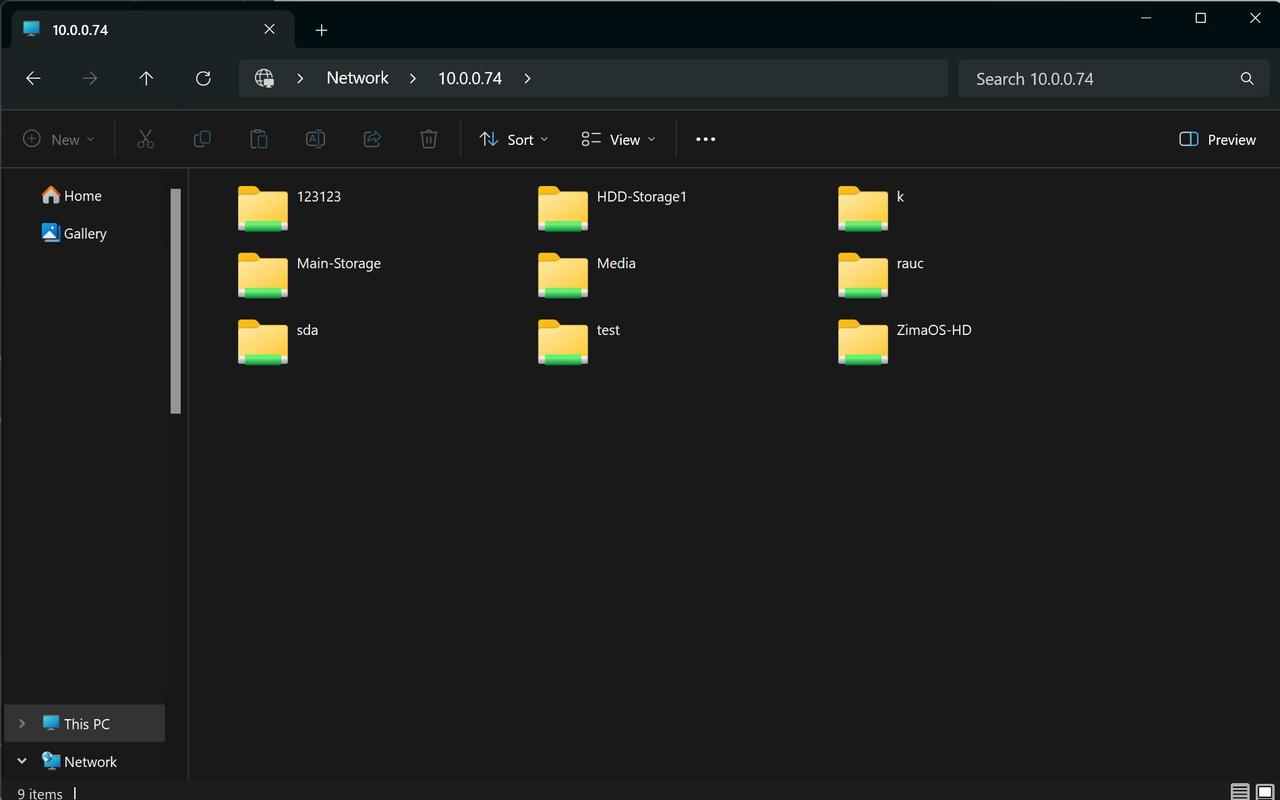 10.0.0.74
Network 10.0.0.74 Search 10.0.0.74
New Sort View Preview
Home
Gallery
123123 HDD-Storage1 k
Main-Storage Media rauc
sda test ZimaOS-HD
This PC
Network
9 items